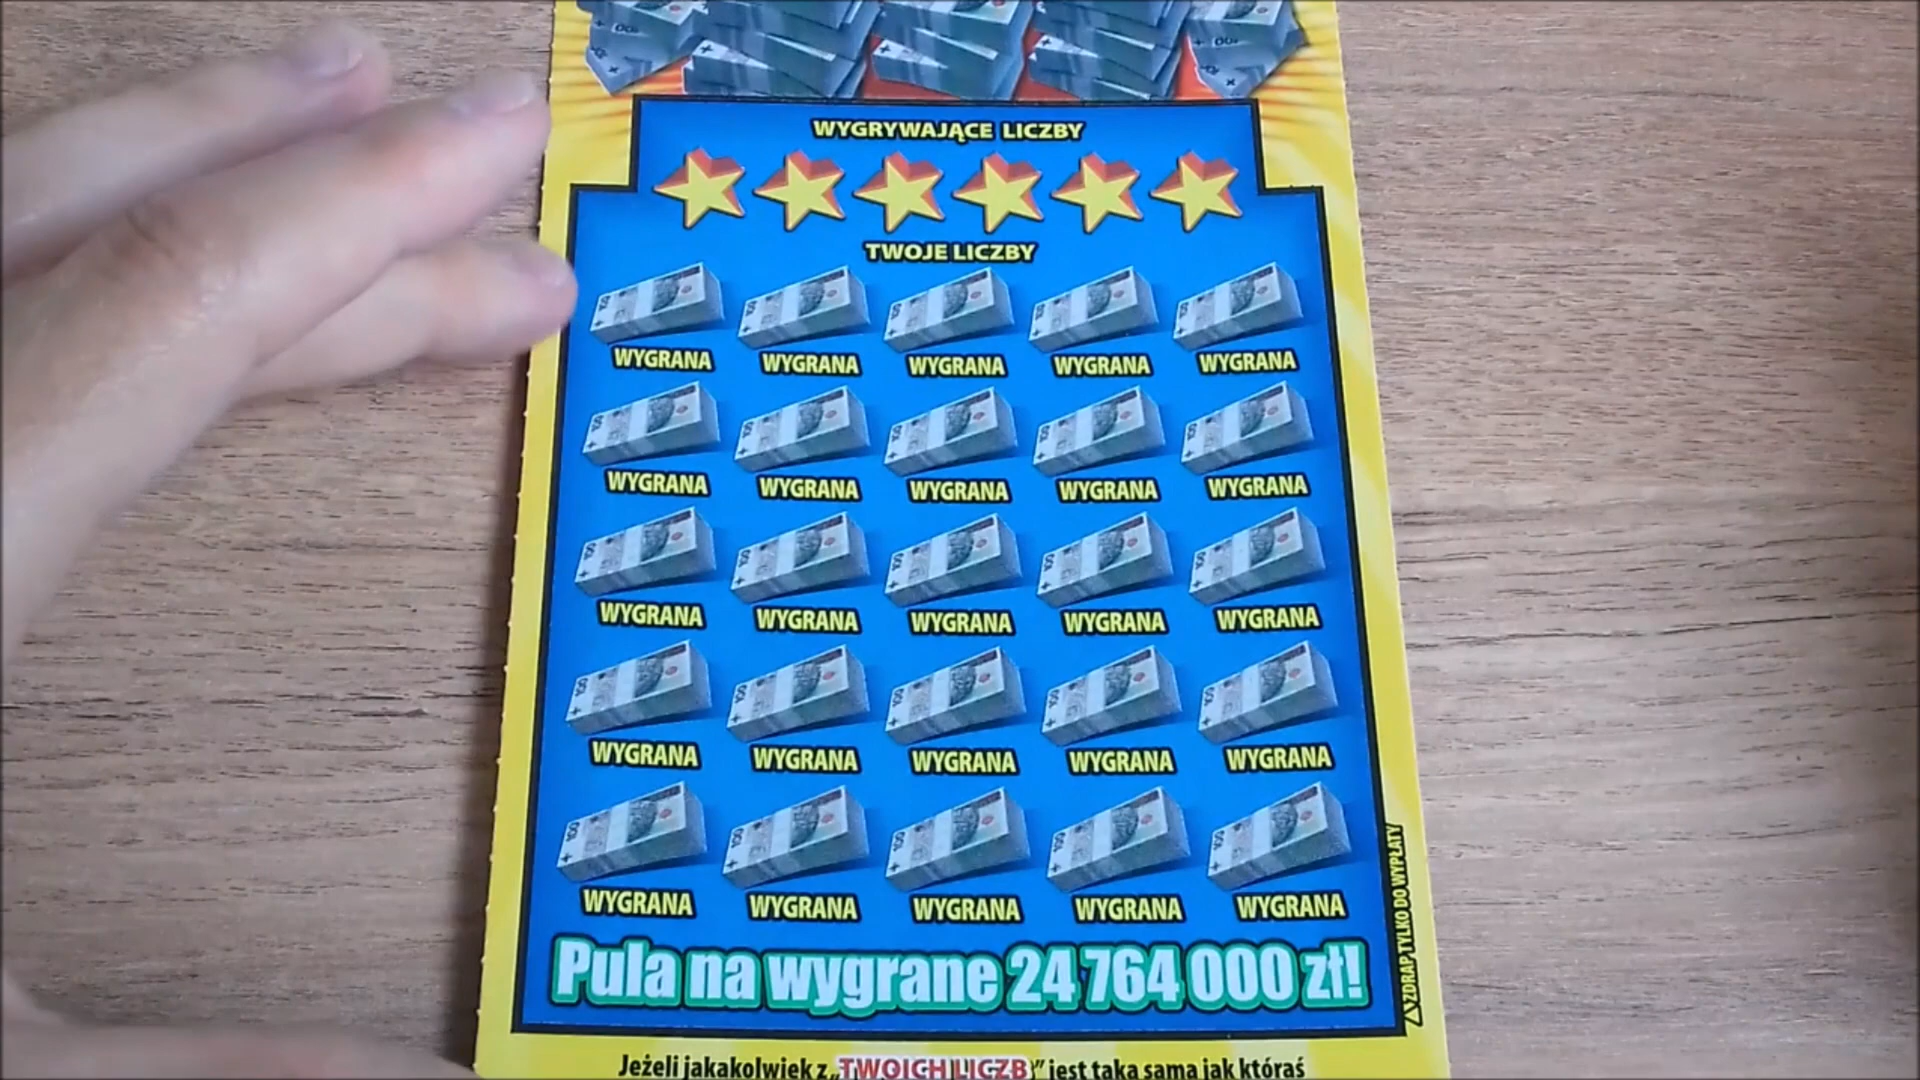 WYGRYWAJĄCE LICZBY
TWOJE LICZBY
WYGRANA WYGRANA WYGRANA WYGRANA WYGRANA
WYGRANA WYGRANA WYGRANA WYGRANA WYGRANA
WYGRANA WYGRANA WYGRANA WYGRANA WYGRANA
WYGRANA WYGRANA WYGRANA WYGRANA WYGRANA
WYGRANA WYGRANA WYGRANA WYGRANA WYGRANA
Pula na wygrane 24 764 000 zł!
ZDRAP TYLKO DO WYPŁATY
Jeżeli jakakolwiek z „TWOICH LICZB” jest taka sama jak któraś